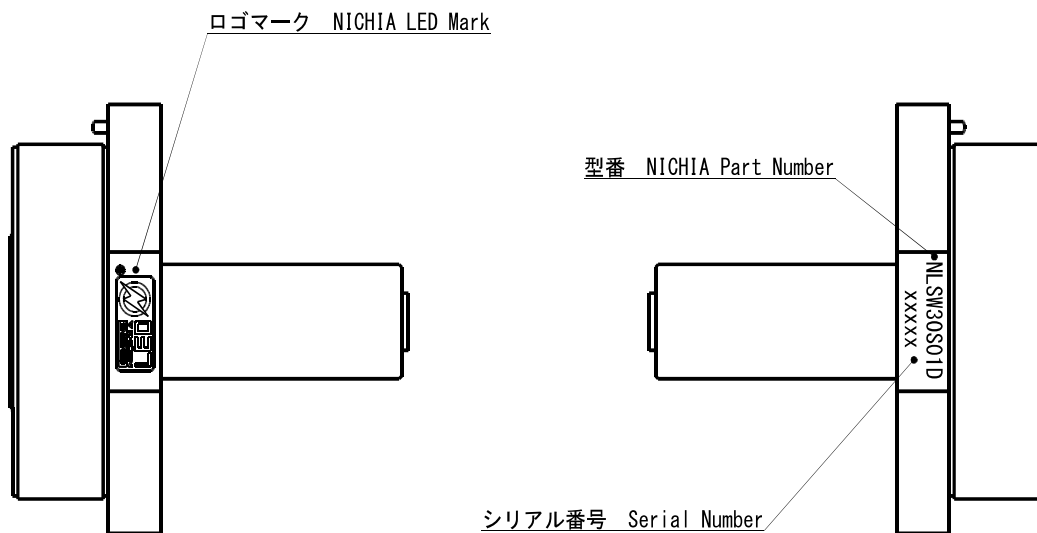 ロゴマーク NICHIA LED Mark
型番 NICHIA Part Number
NLSW30S01D
XXXXX
LED
シリアル番号 Serial Number